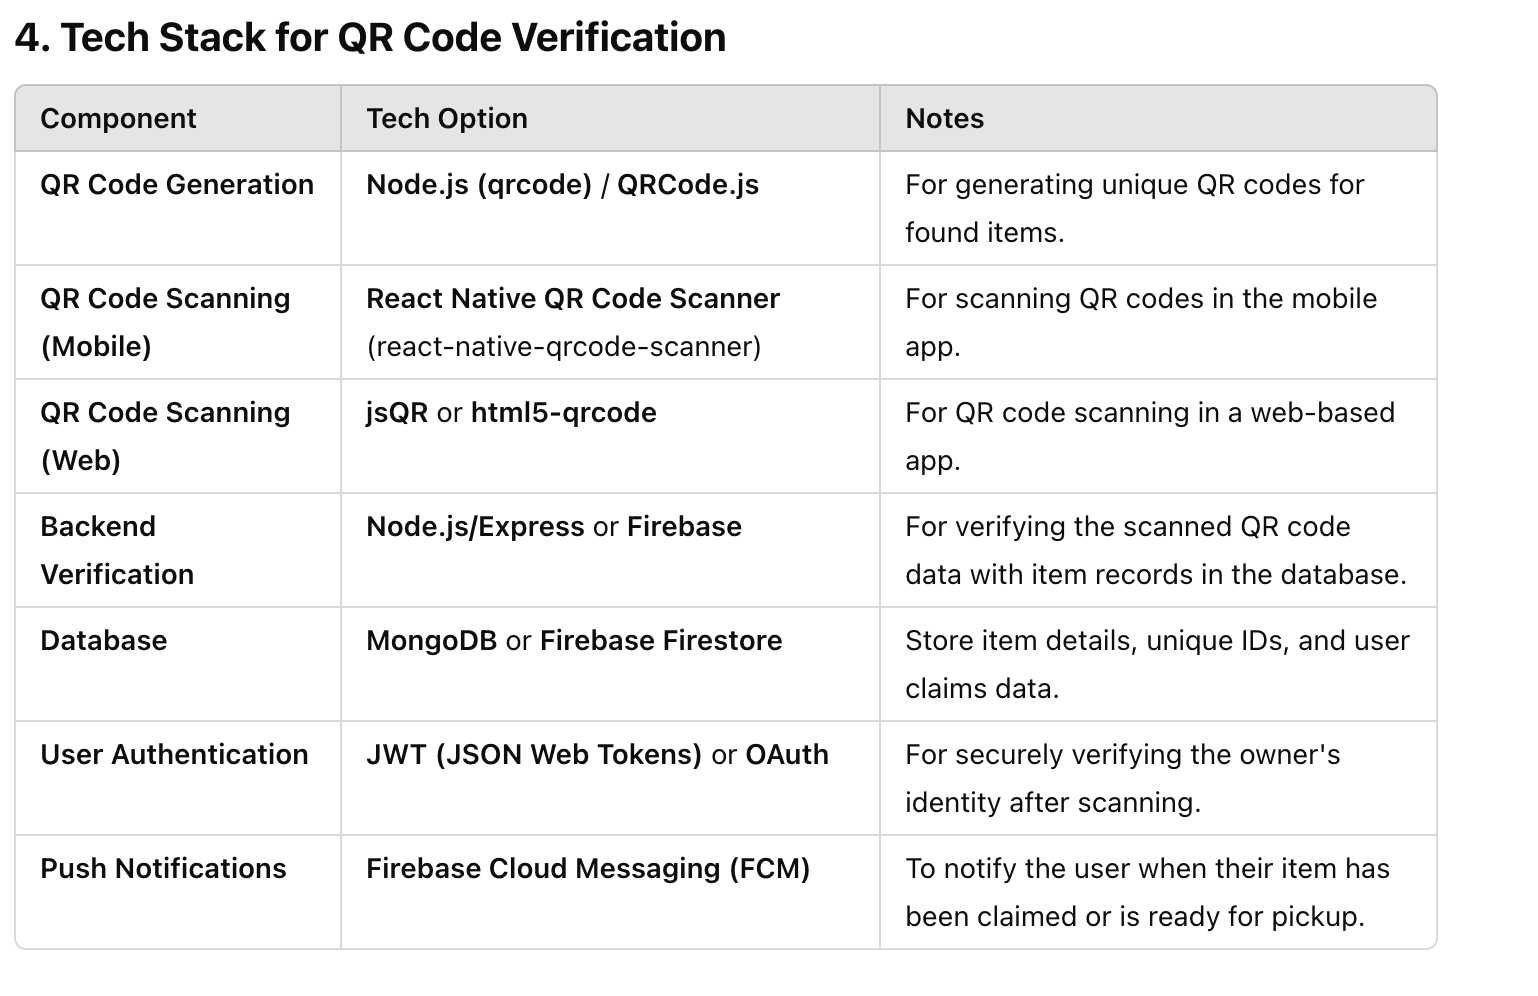 4. Tech Stack for QR Code Verification
Component Tech Option Notes
QR Code Generation Node.js (qrcode) / QRCode.js For generating unique QR codes for
found items.
QR Code Scanning React Native QR Code Scanner For scanning QR codes in the mobile
(Mobile) (react-native-qrcode-scanner) app.
QR Code Scanning jsQR or html5-qrcode For QR code scanning in a web-based
(Web) app.
Backend Node.js/Express or Firebase For verifying the scanned QR code
Verification data with item records in the database.
Database MongoDB or Firebase Firestore Store item details, unique IDs, and user
claims data.
User Authentication JWT (JSON Web Tokens) or OAuth For securely verifying the owner's
identity after scanning.
Push Notifications Firebase Cloud Messaging (FCM) To notify the user when their item has
been claimed or is ready for pickup.